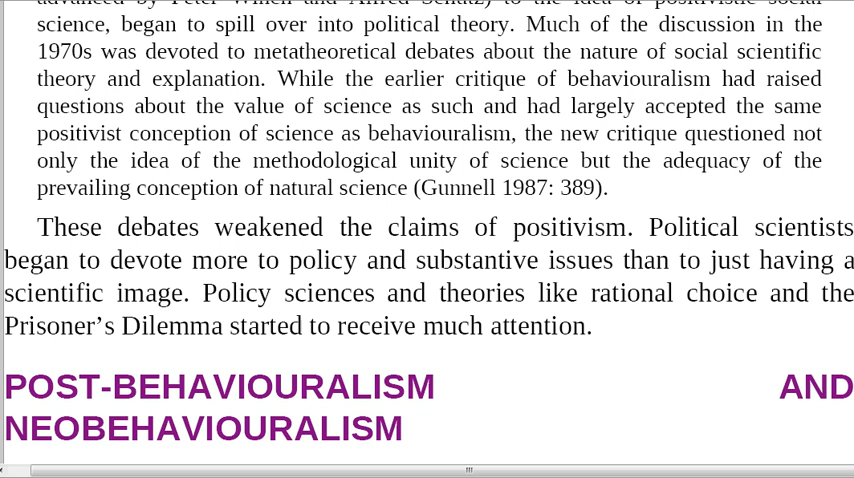 science, began to spill over into political theory. Much of the discussion in the
1970s was devoted to metatheoretical debates about the nature of social scientific
theory and explanation. While the earlier critique of behaviouralism had raised
questions about the value of science as such and had largely accepted the same
positivist conception of science as behaviouralism, the new critique questioned not
only the idea of the methodological unity of science but the adequacy of the
prevailing conception of natural science (Gunnell 1987: 389).
These debates weakened the claims of positivism. Political scientists
began to devote more to policy and substantive issues than to just having a
scientific image. Policy sciences and theories like rational choice and the
Prisoner’s Dilemma started to receive much attention.
POST-BEHAVIOURALISM AND
NEOBEHAVIOURALISM